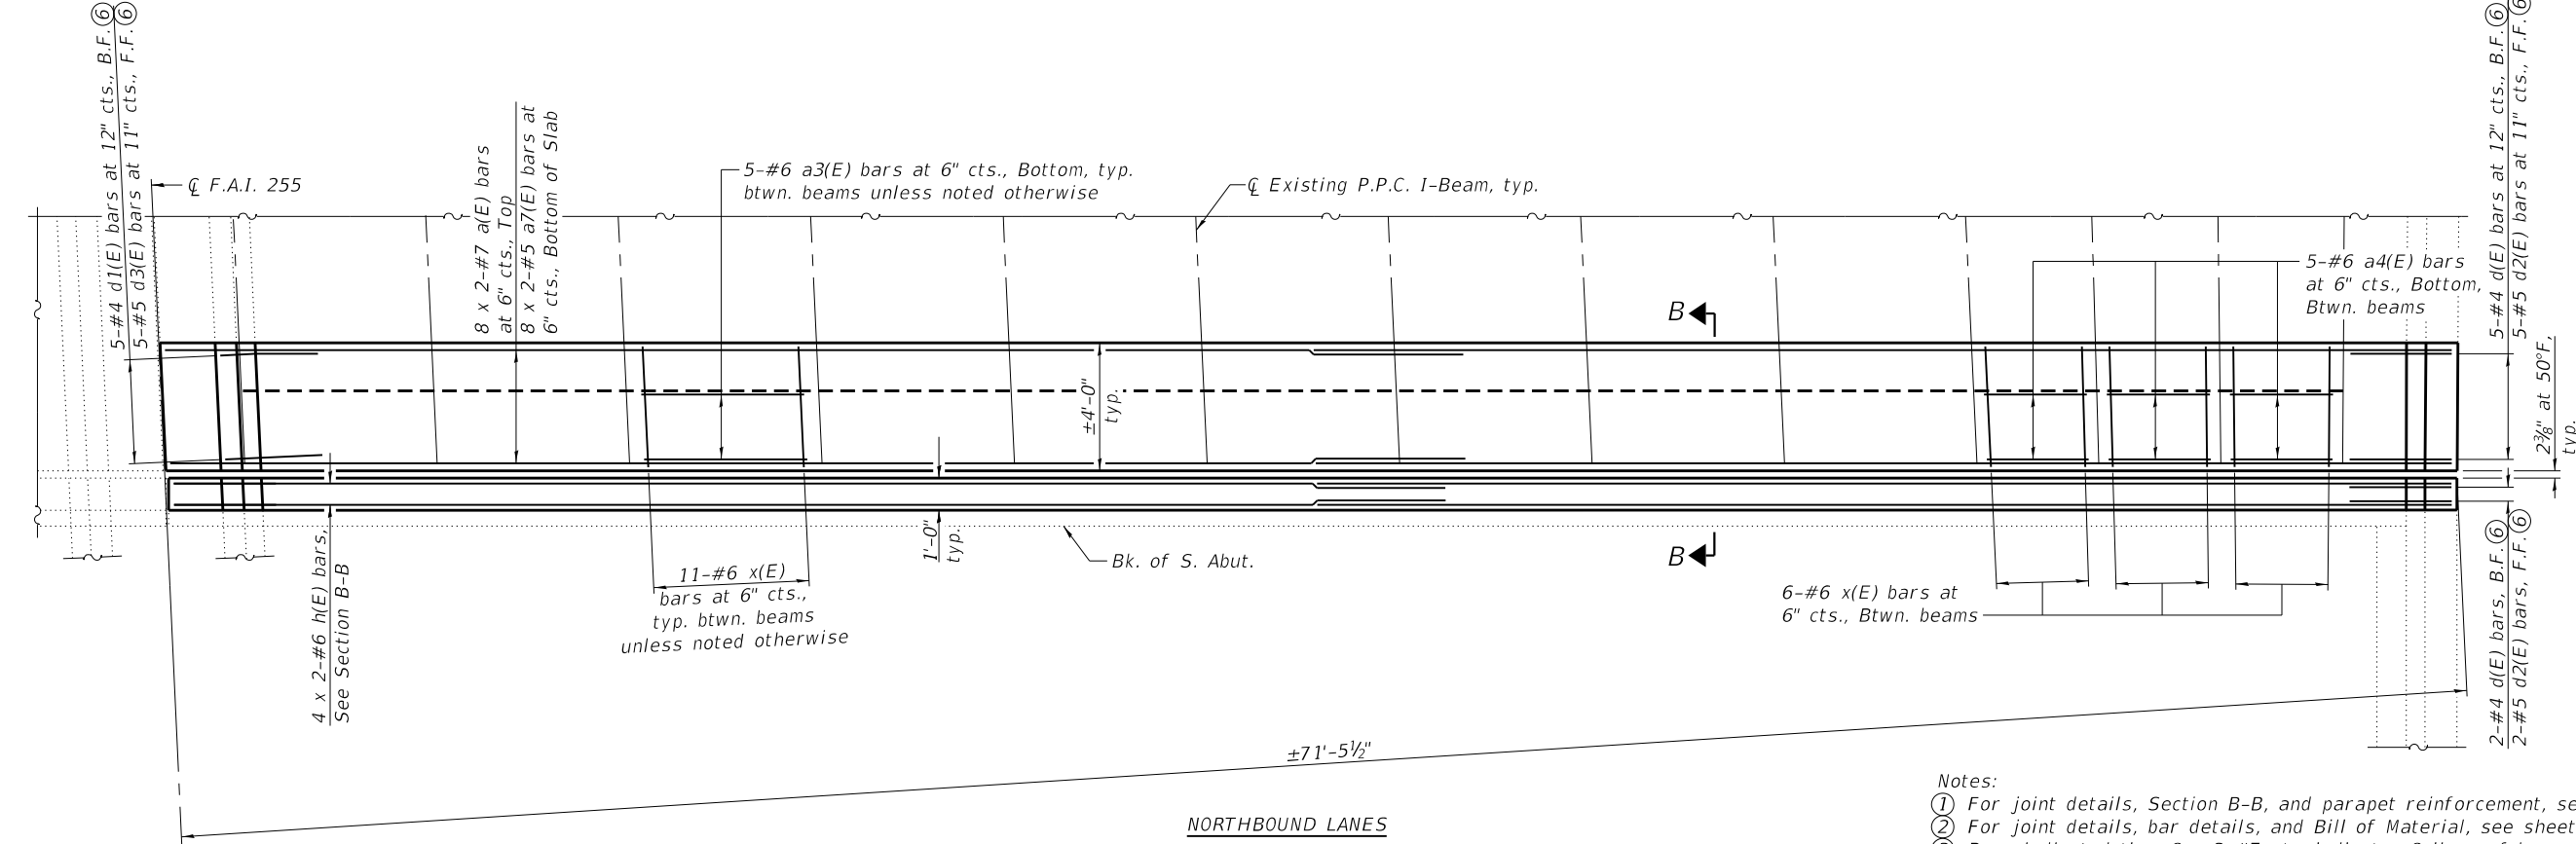 5-#4 d1(E) bars at 12" cts., B.F. ⑥
5-#5 d3(E) bars at 11" cts., F.F. ⑥
℄ F.A.I. 255
8 x 2-#7 a(E) bars
at 6" cts., Top
8 x 2-#5 a7(E) bars at
6" cts., Bottom of Slab
5-#6 a3(E) bars at 6" cts., Bottom, typ.
btwn. beams unless noted otherwise
℄ Existing P.P.C. I-Beam, typ.
5-#4 d(E) bars at 12" cts., B.F. ⑥
5-#5 d2(E) bars at 11" cts., F.F. ⑥
5-#6 a4(E) bars
at 6" cts., Bottom,
Btwn. beams
B
±4'-0"
typ.
2⅜" at 50°F,
typ.
4 x 2-#6 h(E) bars,
See Section B-B
11-#6 x(E)
bars at 6" cts.,
typ. btwn. beams
unless noted otherwise
1'-0"
typ.
Bk. of S. Abut.
B
6-#6 x(E) bars at
6" cts., Btwn. beams
2-#4 d(E) bars, B.F. ⑥
2-#5 d2(E) bars, F.F. ⑥
±71'-5½"
NORTHBOUND LANES
Notes:
① For joint details, Section B-B, and parapet reinforcement, se
② For joint details, bar details, and Bill of Material, see sheet